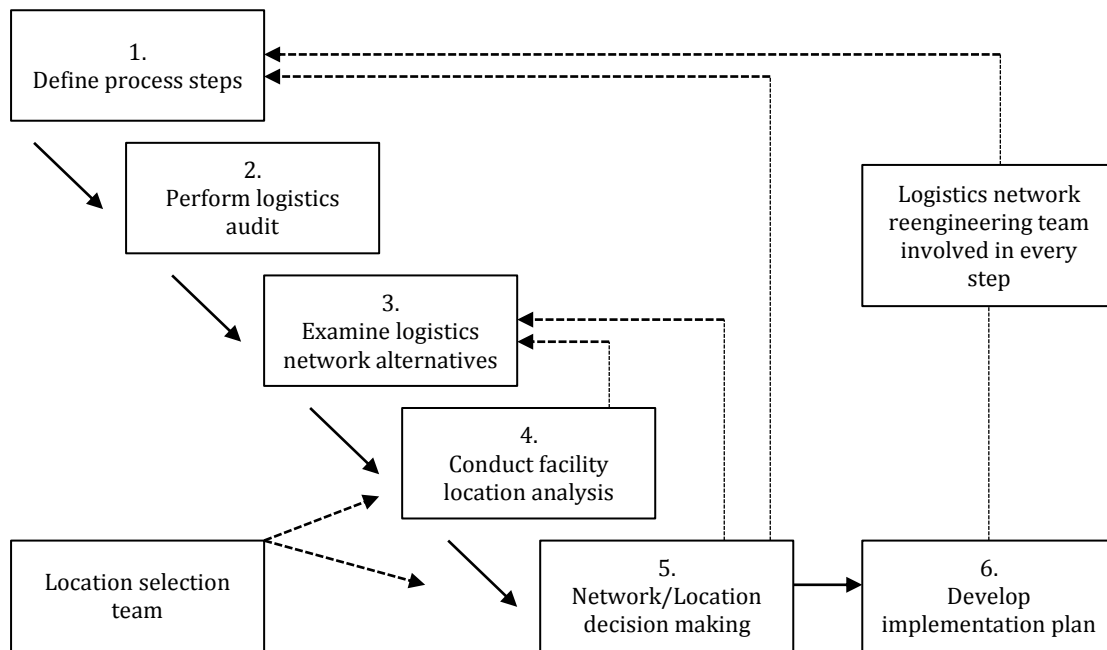 1.
Define process steps
2.
Perform logistics
audit
Logistics network
reengineering team
involved in every
step
3.
Examine logistics
network alternatives
4.
Conduct facility
location analysis
Location selection
team
5.
Network/Location
decision making
6.
Develop
implementation plan